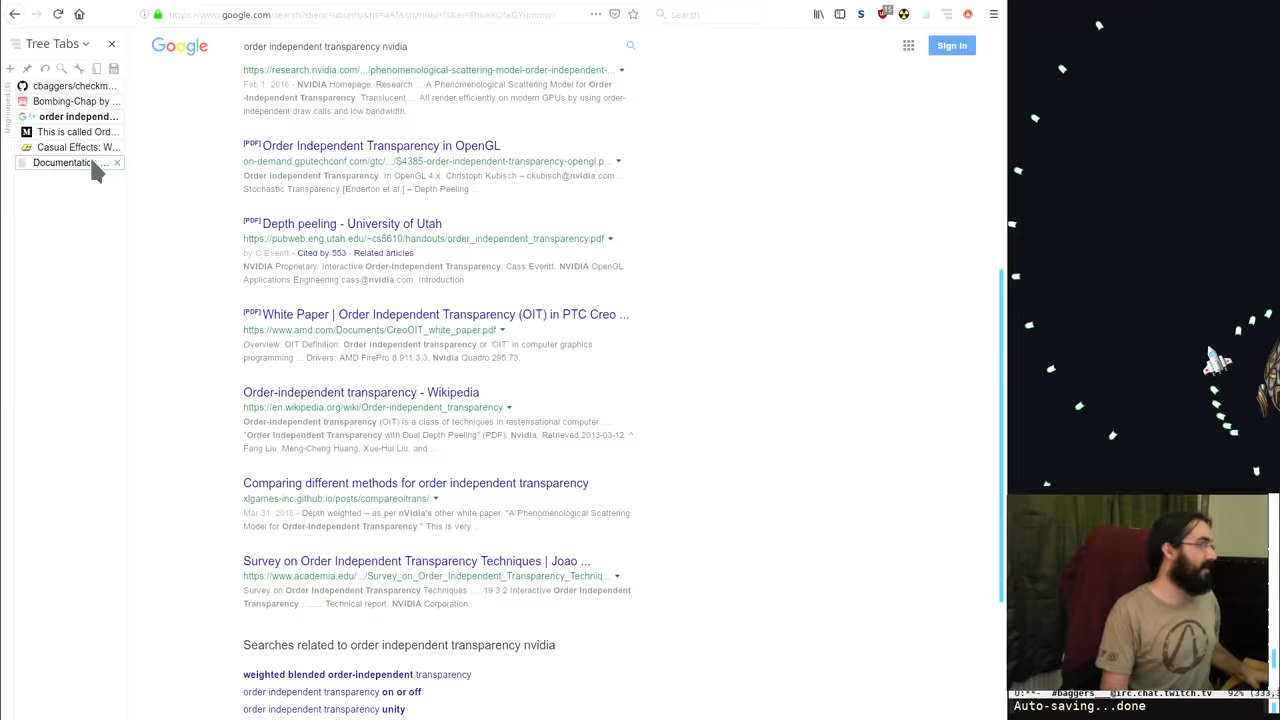 https://www.google.com/search?client=ubuntu&hs=4Af&channel=fs&ei=
Search
Tree Tabs
cbaggers/checkm...
Bombing-Chap by ...
order independ...
This is called Ord...
Casual Effects: W...
Documentatio...
Ungrouped (6)
Google
order independent transparency nvidia
Sign In
https://research.nvidia.com/.../phenomenological-scattering-model-order-independent-...
Feb 1, 2016 - NVIDIA Homepage. Research ... A Phenomenological Scattering Model for Order
-Independent Transparency. Translucent ... All render efficiently on modern GPUs by using order-
independent draw calls and low bandwidth.
[PDF] Order Independent Transparency in OpenGL
on-demand.gputechconf.com/gtc/.../S4385-order-independent-transparency-opengl.p...
Order Independent Transparency. In OpenGL 4.x. Christoph Kubisch – ckubisch@nvidia.com ...
Stochastic Transparency [Enderton et al.] – Depth Peeling ..
[PDF] Depth peeling - University of Utah
https://pubweb.eng.utah.edu/~cs5610/handouts/order_independent_transparency.pdf
by C Everitt - Cited by 553 - Related articles
NVIDIA Proprietary. Interactive Order-Independent Transparency. Cass Everitt. NVIDIA OpenGL
Applications Engineering cass@nvidia.com. Introduction
[PDF] White Paper | Order Independent Transparency (OIT) in PTC Creo ...
https://www.amd.com/Documents/CreoOIT_white_paper.pdf
Overview. OIT Definition: Order independent transparency or 'OIT' in computer graphics
programming ... Drivers: AMD FirePro 8.911.3.3, Nvidia Quadro 295.73.
Order-independent transparency - Wikipedia
https://en.wikipedia.org/wiki/Order-independent_transparency
Order-independent transparency (OIT) is a class of techniques in rasterisational computer ....
"Order Independent Transparency with Dual Depth Peeling" (PDF). Nvidia. Retrieved 2013-03-12. ^
Fang Liu, Meng-Cheng Huang, Xue-Hui Liu, and ..
Comparing different methods for order independent transparency
xlgames-inc.github.io/posts/compareoitrans/
Mar 31, 2016 - Depth weighted – as per nVidia's other white paper. "A Phenomenological Scattering
Model for Order-Independent Transparency." This is very ..
Survey on Order Independent Transparency Techniques | Joao ...
https://www.academia.edu/.../Survey_on_Order_Independent_Transparency_Techniq...
Survey on Order Independent Transparency Techniques .... 19 3.2 Interactive Order Independent
Transparency ......... Technical report, NVIDIA Corporation.
Searches related to order independent transparency nvidia
weighted blended order-independent transparency
order independent transparency on or off
order independent transparency unity
U:**- #baggers___@irc.chat.twitch.tv 92% (333,3
Auto-saving...done